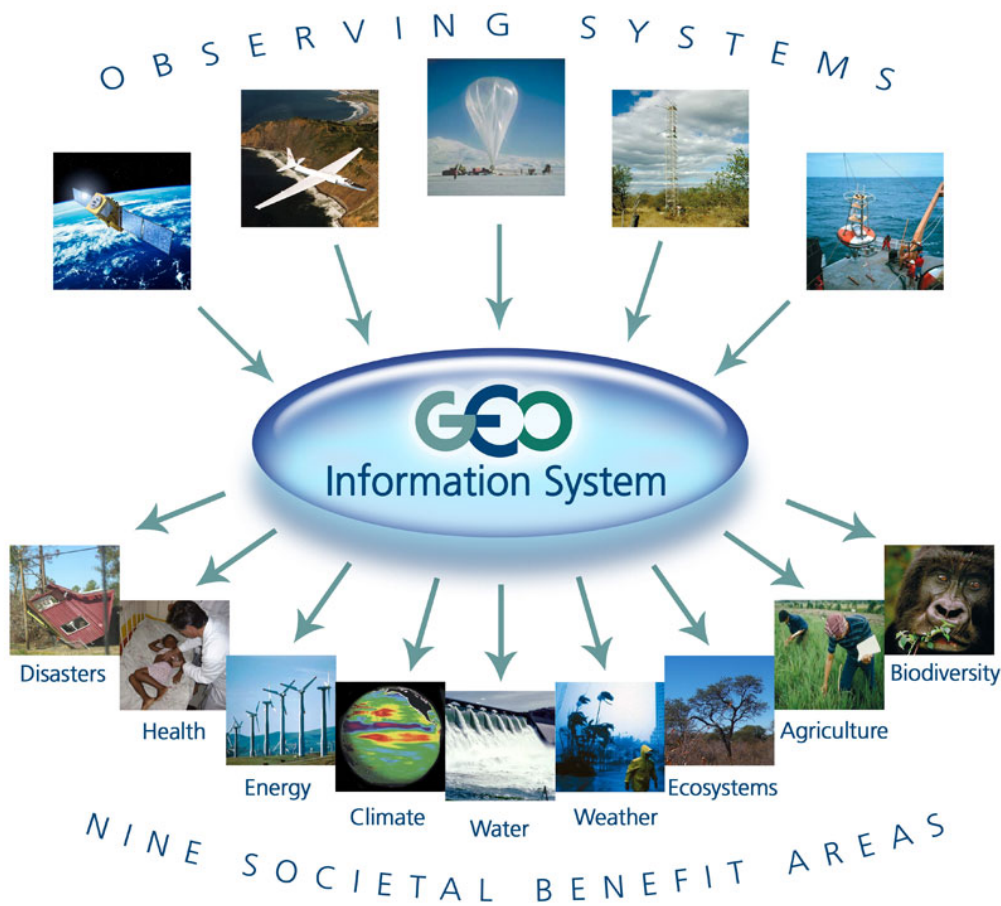 OBSERVING SYSTEMS
GEO
Information System
Disasters
Health
Energy
Climate
Water
Weather
Ecosystems
Agriculture
Biodiversity
NINE SOCIETAL BENEFIT AREAS